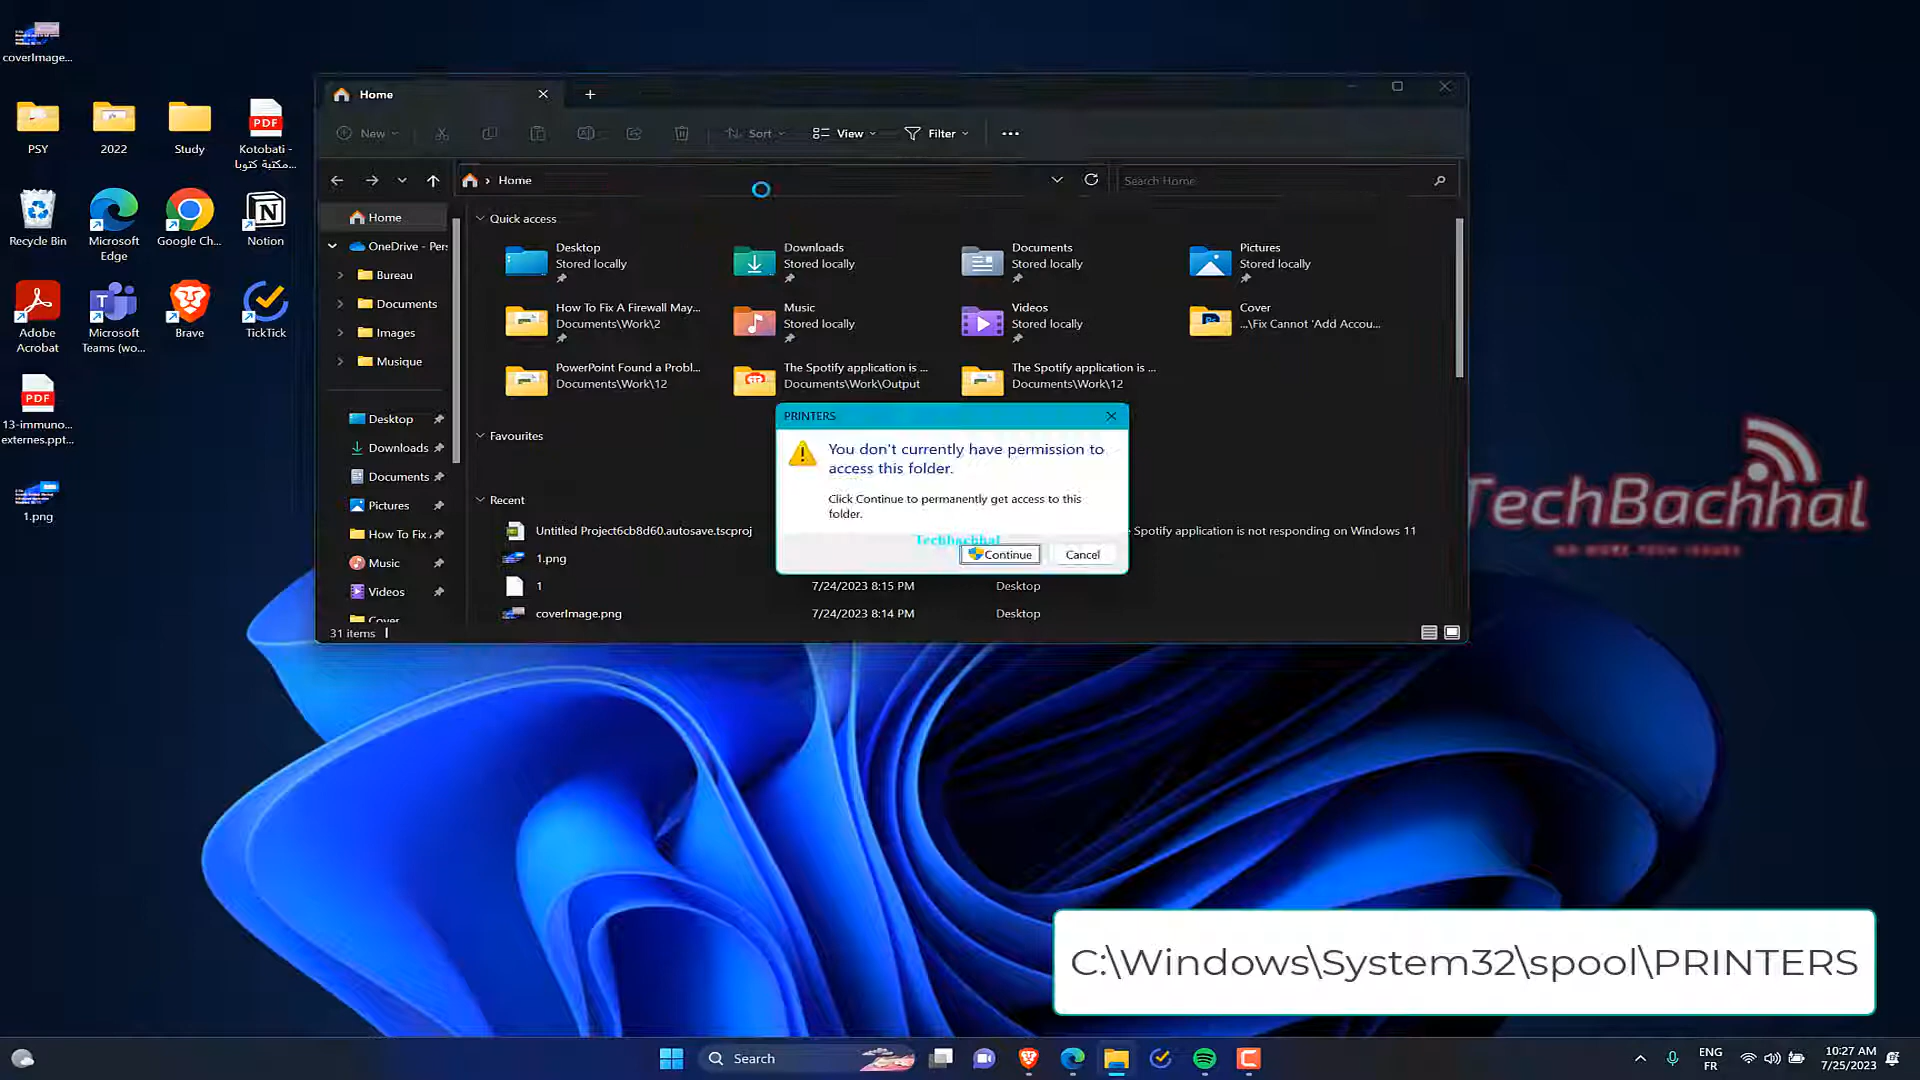 coverImage...
PSY
2022
Study
Kotobati -
مكتبة كتوبا...
Recycle Bin
Microsoft
Edge
Google Ch...
Notion
Adobe
Acrobat
Microsoft
Teams (wo...
Brave
TickTick
13-immuno...
externes.ppt...
1.png
Home
New
Sort
View
Filter
Home
Search Home
Home
OneDrive - Pers
Bureau
Documents
Images
Musique
Desktop
Downloads
Documents
Pictures
How To Fix A
Music
Videos
Cover
31 items
Quick access
Desktop
Stored locally
Downloads
Stored locally
Documents
Stored locally
Pictures
Stored locally
How To Fix A Firewall May...
Documents\Work\2
Music
Stored locally
Videos
Stored locally
Cover
...\Fix Cannot 'Add Accou...
PowerPoint Found a Probl...
Documents\Work\12
The Spotify application is ...
Documents\Work\Output
The Spotify application is ...
Documents\Work\12
Favourites
Recent
Untitled Project6cb8d60.autosave.tscproj
Spotify application is not responding on Windows 11
1.png
1
7/24/2023 8:15 PM
Desktop
coverImage.png
7/24/2023 8:14 PM
Desktop
PRINTERS
You don't currently have permission to
access this folder.
Click Continue to permanently get access to this
folder.
Techbachhal
Continue
Cancel
TechBachhal
NO MORE TECH ISSUES
C:\Windows\System32\spool\PRINTERS
Search
ENG
FR
10:27 AM
7/25/2023